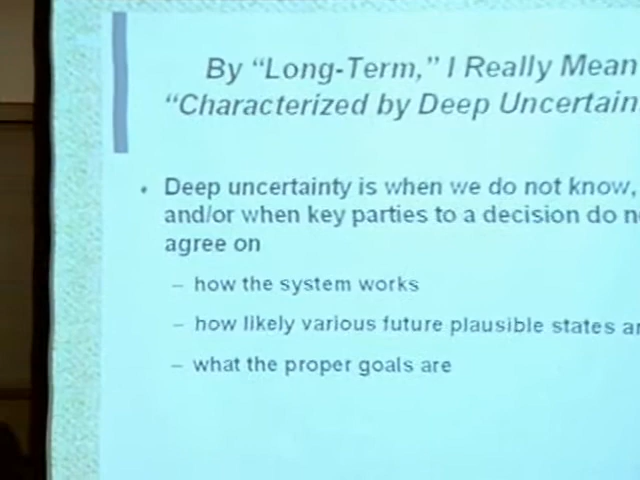 By “Long-Term,” I Really Mean
“Characterized by Deep Uncertain
• Deep uncertainty is when we do not know,
and/or when key parties to a decision do n
agree on
– how the system works
– how likely various future plausible states a
– what the proper goals are